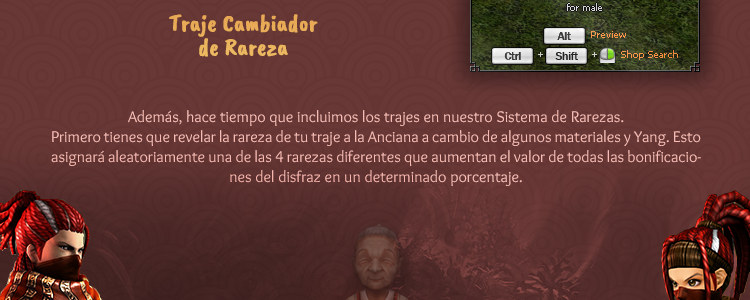 Traje Cambiador
de Rareza
for male
Alt Preview
Ctrl + Shift + Shop Search
Además, hace tiempo que incluimos los trajes en nuestro Sistema de Rarezas.
Primero tienes que revelar la rareza de tu traje a la Anciana a cambio de algunos materiales y Yang. Esto
asignará aleatoriamente una de las 4 rarezas diferentes que aumentan el valor de todas las bonificacio-
nes del disfraz en un determinado porcentaje.